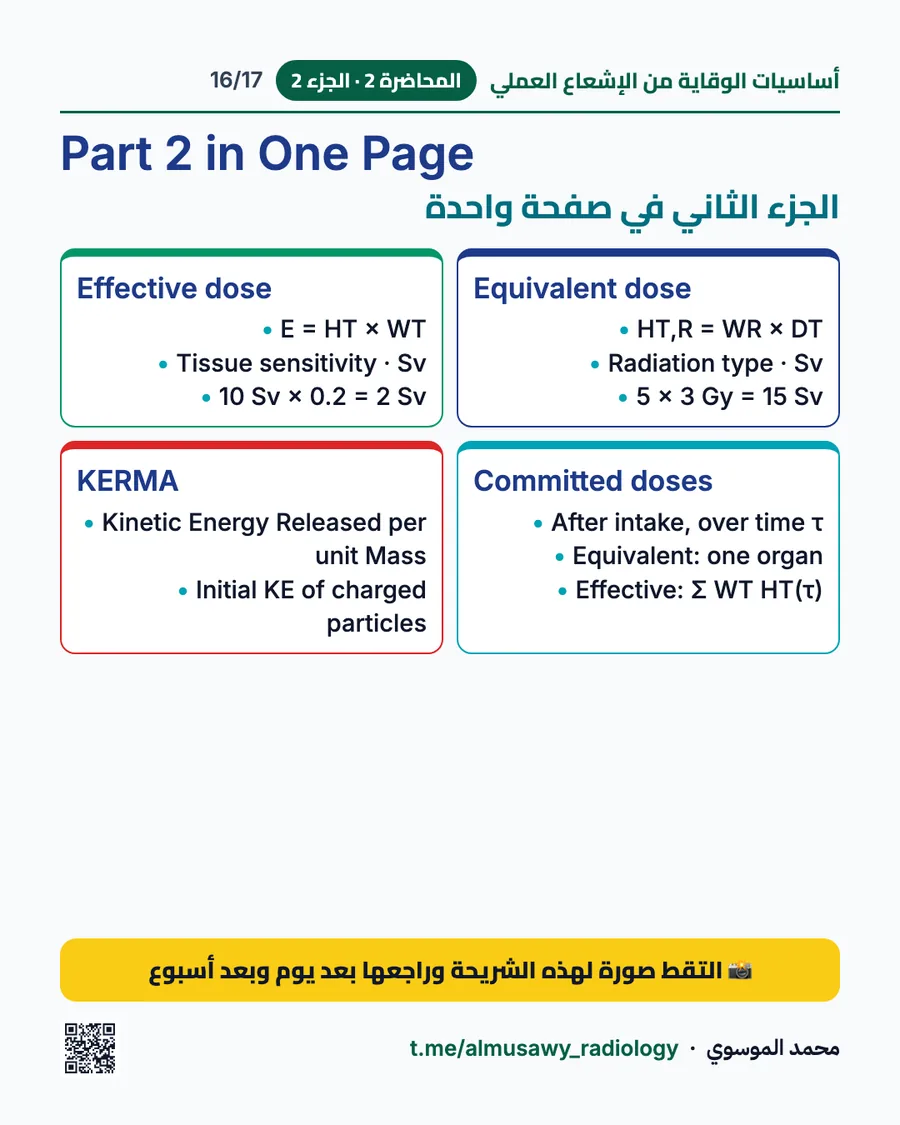 أساسيات الوقاية من الإشعاع العملي
المحاضرة 2 · الجزء 2
16/17
Part 2 in One Page
الجزء الثاني في صفحة واحدة
Effective dose
• E = HT × WT
• Tissue sensitivity · Sv
• 10 Sv × 0.2 = 2 Sv
Equivalent dose
• HT,R = WR × DT
• Radiation type · Sv
• 5 × 3 Gy = 15 Sv
KERMA
• Kinetic Energy Released per
unit Mass
• Initial KE of charged
particles
Committed doses
• After intake, over time τ
• Equivalent: one organ
• Effective: Σ WT HT(τ)
📸 التقط صورة لهذه الشريحة وراجعها بعد يوم وبعد أسبوع
محمد الموسوي · t.me/almusawy_radiology